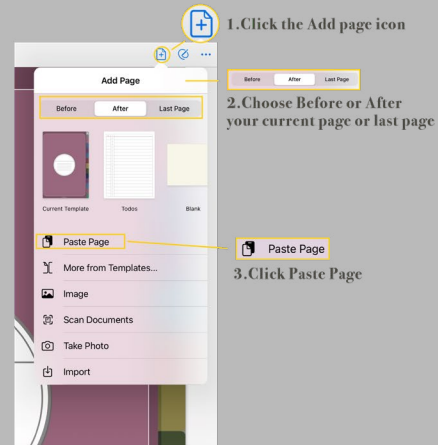 1.Click the Add page icon
Add Page
Before After Last Page
Before After Last Page
2.Choose Before or After
your current page or last page
Current Template Todos Blank
Paste Page
Paste Page
3.Click Paste Page
More from Templates...
Image
Scan Documents
Take Photo
Import